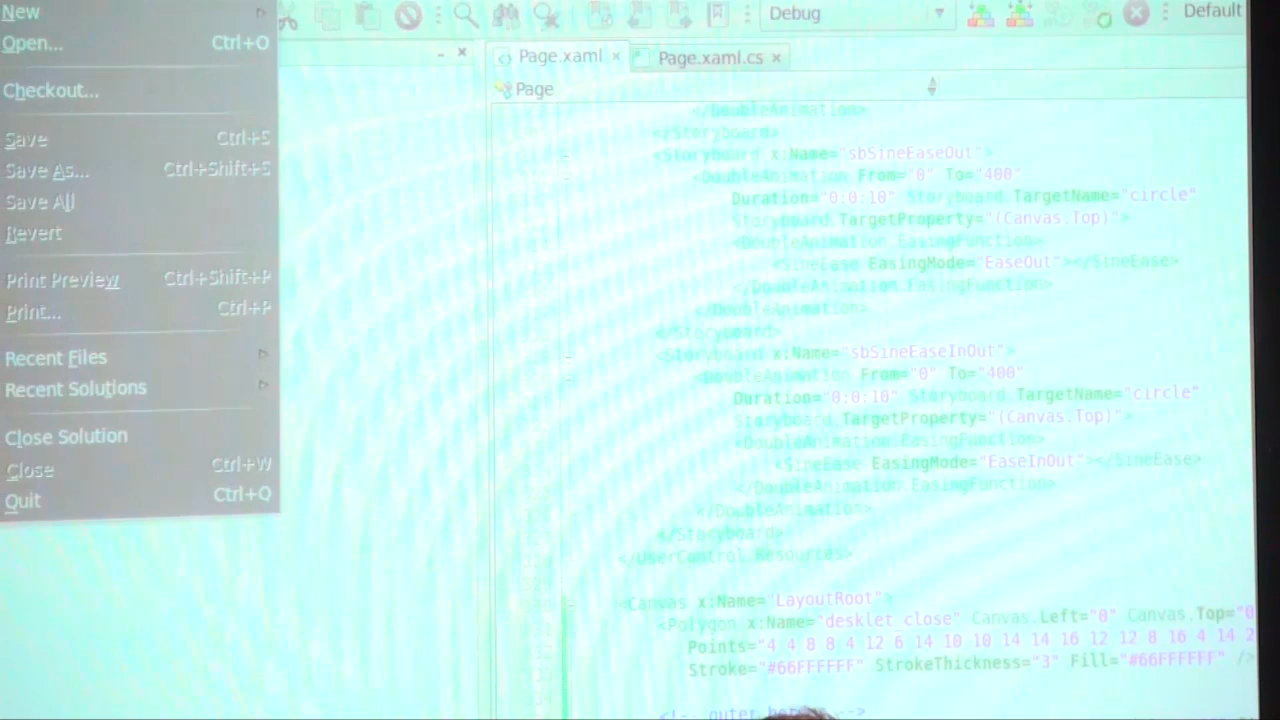 New
Open... Ctrl+O
Checkout...
Save Ctrl+S
Save As... Ctrl+Shift+S
Save All
Revert
Print Preview Ctrl+Shift+P
Print... Ctrl+P
Recent Files
Recent Solutions
Close Solution
Close Ctrl+W
Quit Ctrl+Q
Debug Default
Page.xaml × Page.xaml.cs ×
Page
</DoubleAnimation>
</Storyboard>
<Storyboard x:Name="sbSineEaseOut">
<DoubleAnimation From="0" To="400"
Duration="0:0:10" Storyboard.TargetName="circle"
Storyboard.TargetProperty="(Canvas.Top)">
<DoubleAnimation.EasingFunction>
<SineEase EasingMode="EaseOut"></SineEase>
</DoubleAnimation.EasingFunction>
</DoubleAnimation>
</Storyboard>
<Storyboard x:Name="sbSineEaseInOut">
<DoubleAnimation From="0" To="400"
Duration="0:0:10" Storyboard.TargetName="circle"
Storyboard.TargetProperty="(Canvas.Top)">
<DoubleAnimation.EasingFunction>
<SineEase EasingMode="EaseInOut"></SineEase>
</DoubleAnimation.EasingFunction>
</DoubleAnimation>
</Storyboard>
</UserControl.Resources>
<Canvas x:Name="LayoutRoot">
<Polygon x:Name="desklet_close" Canvas.Left="0" Canvas.Top="0
Points="4 4 8 8 4 12 6 14 10 10 14 14 16 12 12 8 16 4 14 2
Stroke="#66FFFFFF" StrokeThickness="3" Fill="#66FFFFFF" />
<!-- outer -->